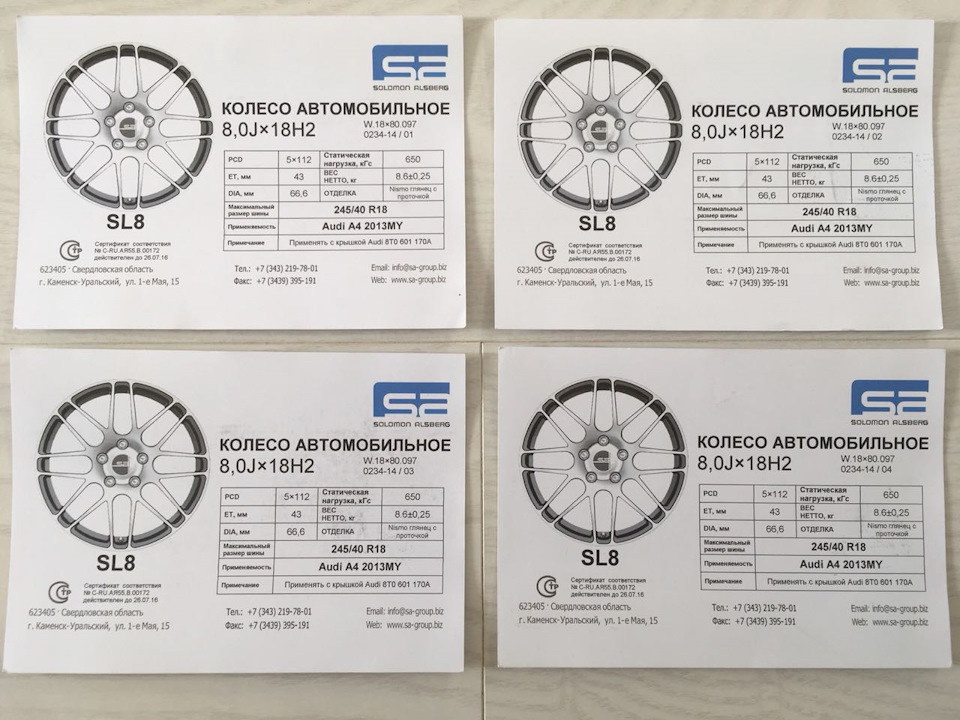 SA
SOLOMON ALSBERG
КОЛЕСО АВТОМОБИЛЬНОЕ
8,0J×18H2
W.18×80.097
0234-14 / 01
PCD 5×112 Статическая нагрузка, кГс 650
ET, мм 43 ВЕС НЕТТО, кг 8.6±0,25
DIA, мм 66,6 ОТДЕЛКА Nismo глянец с проточкой
Максимальный размер шины 245/40 R18
Применяемость Audi A4 2013MY
Примечание Применять с крышкой Audi 8T0 601 170A
SL8
ТР
Сертификат соответствия
№ C-RU.АЯ55.В.00172
действителен до 26.07.16
623405 Свердловская область
г. Каменск-Уральский, ул. 1-е Мая, 15
Тел.: +7 (343) 219-78-01
Факс: +7 (3439) 395-191
Email: info@sa-group.biz
Web: www.sa-group.biz
SA
SOLOMON ALSBERG
КОЛЕСО АВТОМОБИЛЬНОЕ
8,0J×18H2
W.18×80.097
0234-14 / 02
PCD 5×112 Статическая нагрузка, кГс 650
ET, мм 43 ВЕС НЕТТО, кг 8.6±0,25
DIA, мм 66,6 ОТДЕЛКА Nismo глянец с проточкой
Максимальный размер шины 245/40 R18
Применяемость Audi A4 2013MY
Примечание Применять с крышкой Audi 8T0 601 170A
SL8
ТР
Сертификат соответствия
№ C-RU.АЯ55.В.00172
действителен до 26.07.16
623405 Свердловская область
г. Каменск-Уральский, ул. 1-е Мая, 15
Тел.: +7 (343) 219-78-01
Факс: +7 (3439) 395-191
Email: info@sa-group.biz
Web: www.sa-group.biz
SA
SOLOMON ALSBERG
КОЛЕСО АВТОМОБИЛЬНОЕ
8,0J×18H2
W.18×80.097
0234-14 / 03
PCD 5×112 Статическая нагрузка, кГс 650
ET, мм 43 ВЕС НЕТТО, кг 8.6±0,25
DIA, мм 66,6 ОТДЕЛКА Nismo глянец с проточкой
Максимальный размер шины 245/40 R18
Применяемость Audi A4 2013MY
Примечание Применять с крышкой Audi 8T0 601 170A
SL8
ТР
Сертификат соответствия
№ C-RU.АЯ55.В.00172
действителен до 26.07.16
623405 Свердловская область
г. Каменск-Уральский, ул. 1-е Мая, 15
Тел.: +7 (343) 219-78-01
Факс: +7 (3439) 395-191
Email: info@sa-group.biz
Web: www.sa-group.biz
SA
SOLOMON ALSBERG
КОЛЕСО АВТОМОБИЛЬНОЕ
8,0J×18H2
W.18×80.097
0234-14 / 04
PCD 5×112 Статическая нагрузка, кГс 650
ET, мм 43 ВЕС НЕТТО, кг 8.6±0,25
DIA, мм 66,6 ОТДЕЛКА Nismo глянец с проточкой
Максимальный размер шины 245/40 R18
Применяемость Audi A4 2013MY
Примечание Применять с крышкой Audi 8T0 601 170A
SL8
ТР
Сертификат соответствия
№ C-RU.АЯ55.В.00172
действителен до 26.07.16
623405 Свердловская область
г. Каменск-Уральский, ул. 1-е Мая, 15
Тел.: +7 (343) 219-78-01
Факс: +7 (3439) 395-191
Email: info@sa-group.biz
Web: www.sa-group.biz